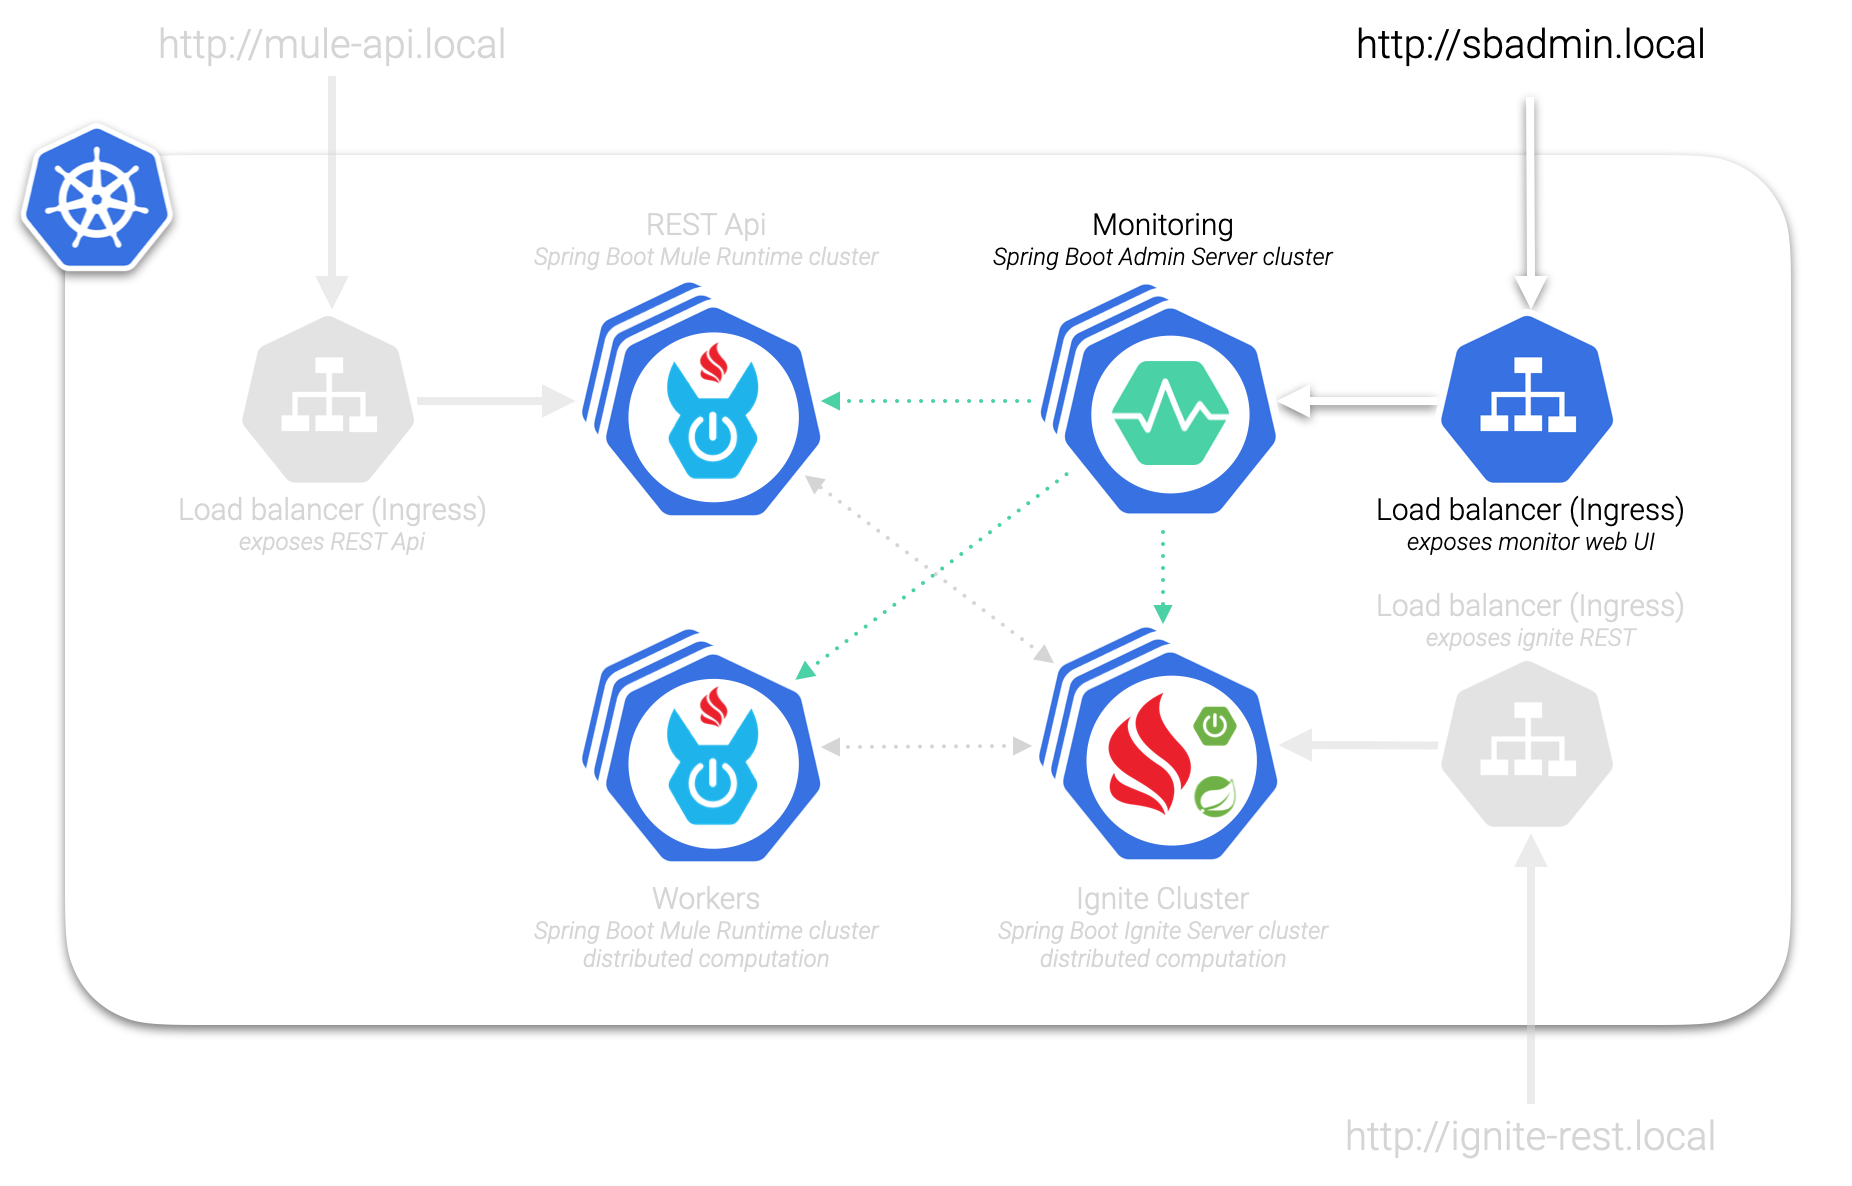 http://mule-api.local
http://sbadmin.local
REST Api
Spring Boot Mule Runtime cluster
Monitoring
Spring Boot Admin Server cluster
Load balancer (Ingress)
exposes REST Api
Load balancer (Ingress)
exposes monitor web UI
Load balancer (Ingress)
exposes ignite REST
Workers
Spring Boot Mule Runtime cluster
distributed computation
Ignite Cluster
Spring Boot Ignite Server cluster
distributed computation
http://ignite-rest.local